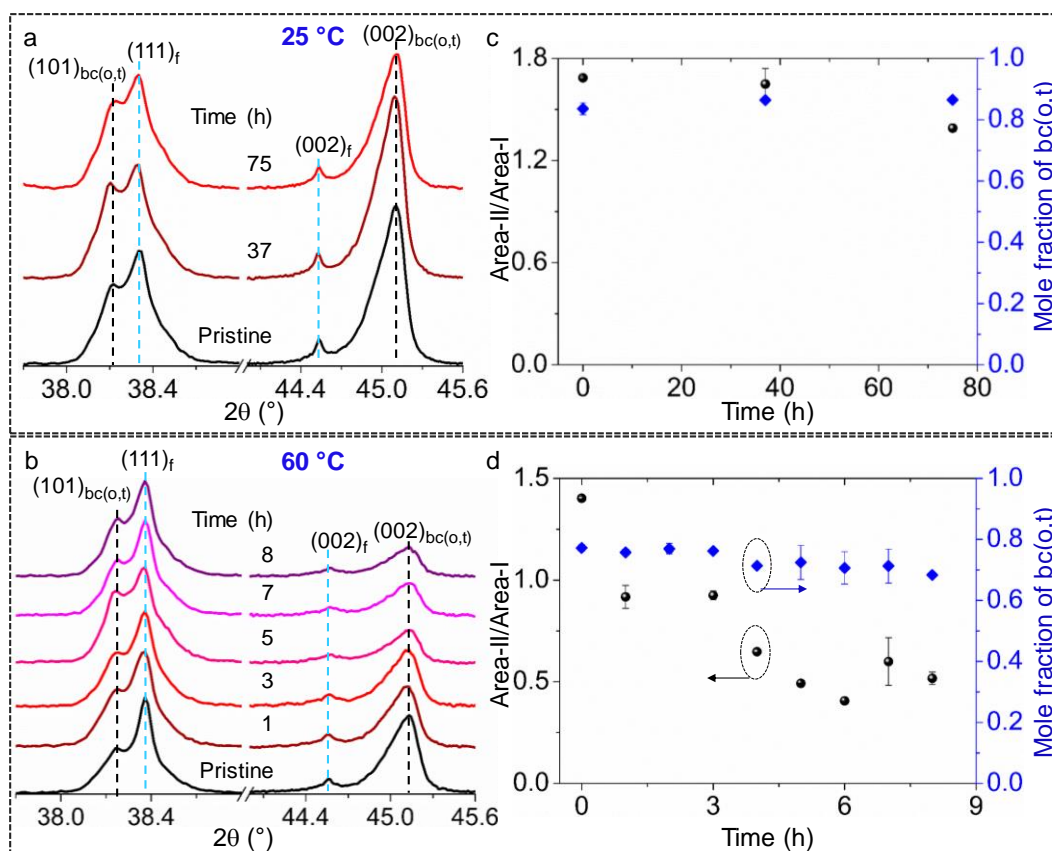 a
25 °C
(101)bc(o,t)
(111)f
(002)bc(o,t)
Time (h)
75
(002)f
37
Pristine
38.0 38.4 44.4 45.0 45.6
2θ (°)
c
1.8
1.2
0.6
0.0
Area-II/Area-I
1.0
0.8
0.6
0.4
0.2
0.0
Mole fraction of bc(o,t)
0 20 40 60 80
Time (h)
b
60 °C
(111)f
(101)bc(o,t)
Time (h)
(002)f
(002)bc(o,t)
8
7
5
3
1
Pristine
38.0 38.4 44.4 45.0 45.6
2θ (°)
d
1.5
1.0
0.5
0.0
Area-II/Area-I
1.0
0.8
0.6
0.4
0.2
0.0
Mole fraction of bc(o,t)
0 3 6 9
Time (h)